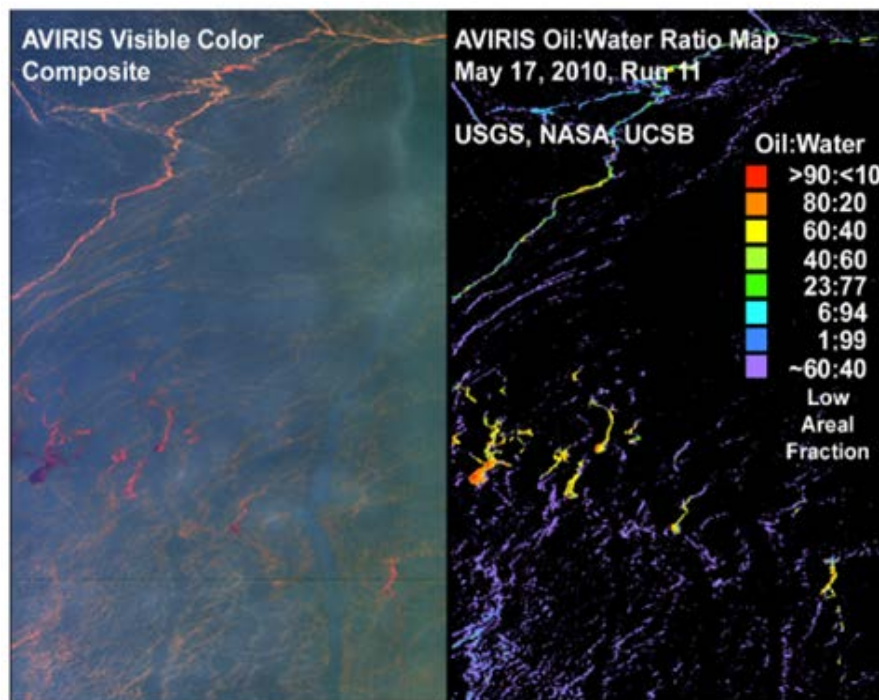 AVIRIS Visible Color
Composite
AVIRIS Oil:Water Ratio Map
May 17, 2010, Run 11
USGS, NASA, UCSB
Oil:Water
>90:<10
80:20
60:40
40:60
23:77
6:94
1:99
~60:40
Low
Areal
Fraction